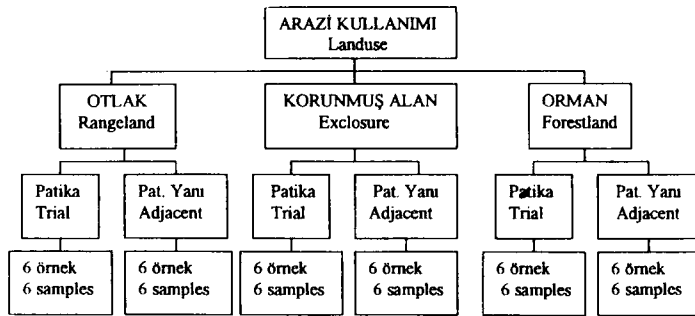 ARAZİ KULLANIMI
Landuse
OTLAK
Rangeland
KORUNMUŞ ALAN
Exclosure
ORMAN
Forestland
Patika
Trial
Pat. Yanı
Adjacent
Patika
Trial
Pat. Yanı
Adjacent
Patika
Trial
Pat. Yanı
Adjacent
6 örnek
6 samples
6 örnek
6 samples
6 örnek
6 samples
6 örnek
6 samples
6 örnek
6 samples
6 örnek
6 samples